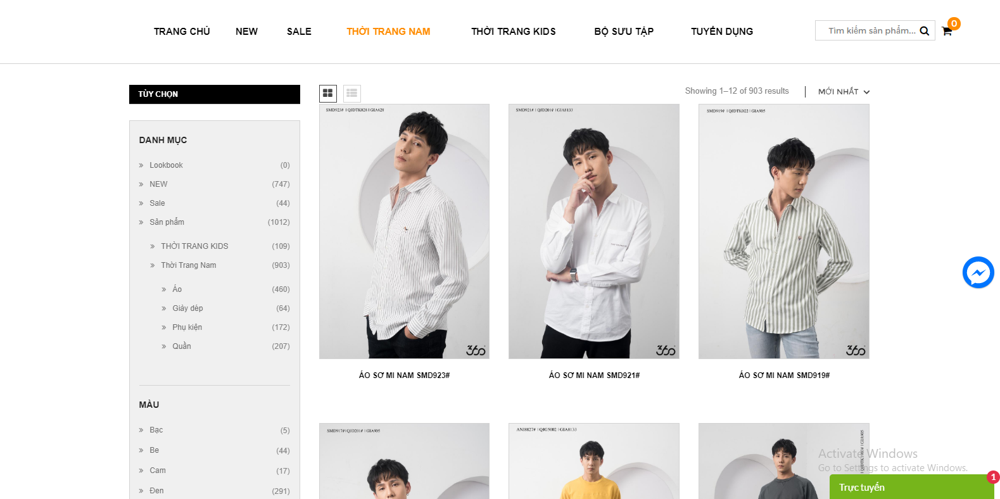 TRANG CHỦ NEW SALE THỜI TRANG NAM THỜI TRANG KIDS BỘ SƯU TẬP TUYỂN DỤNG Tìm kiếm sản phẩm... 0
TÙY CHỌN
Showing 1–12 of 903 results MỚI NHẤT
DANH MỤC
Lookbook (0)
NEW (747)
Sale (44)
Sản phẩm (1012)
THỜI TRANG KIDS (109)
Thời Trang Nam (903)
Áo (460)
Giày dép (64)
Phụ kiện (172)
Quần (207)
MÀU
Bạc (5)
Be (44)
Cam (17)
Đen (291)
SMD923# | QJDTK028 | GIA628
360
ÁO SƠ MI NAM SMD923#
SMD921# | QJD201# | GIA8133
360
ÁO SƠ MI NAM SMD921#
SMD919# | QJDTK022 | GIA905
360
ÁO SƠ MI NAM SMD919#
SMD917# | QJD201# | GIA905
ANI8827# | QJG5002 | GIA8133
Activate Windows
Go to Settings to activate Windows.
Trực tuyến 1